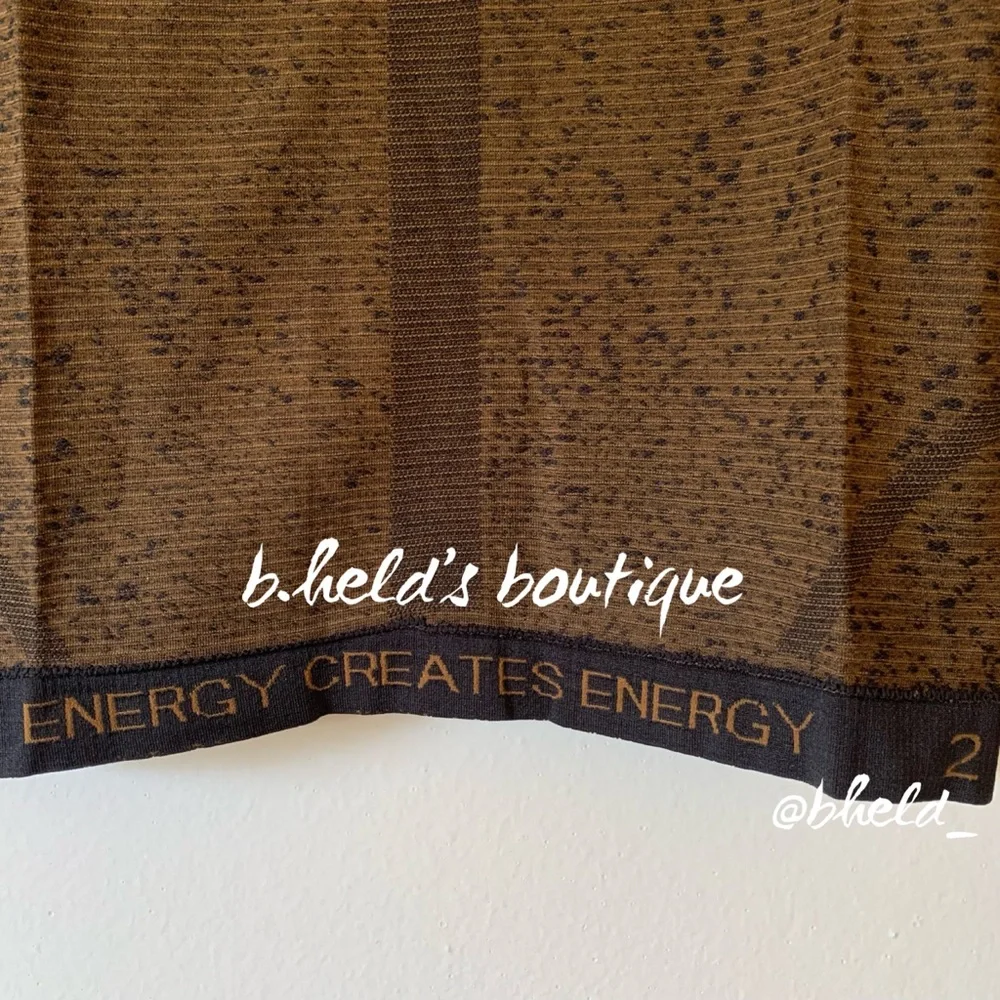 b.held's boutique
ENERGY CREATES ENERGY 2
@bheld_